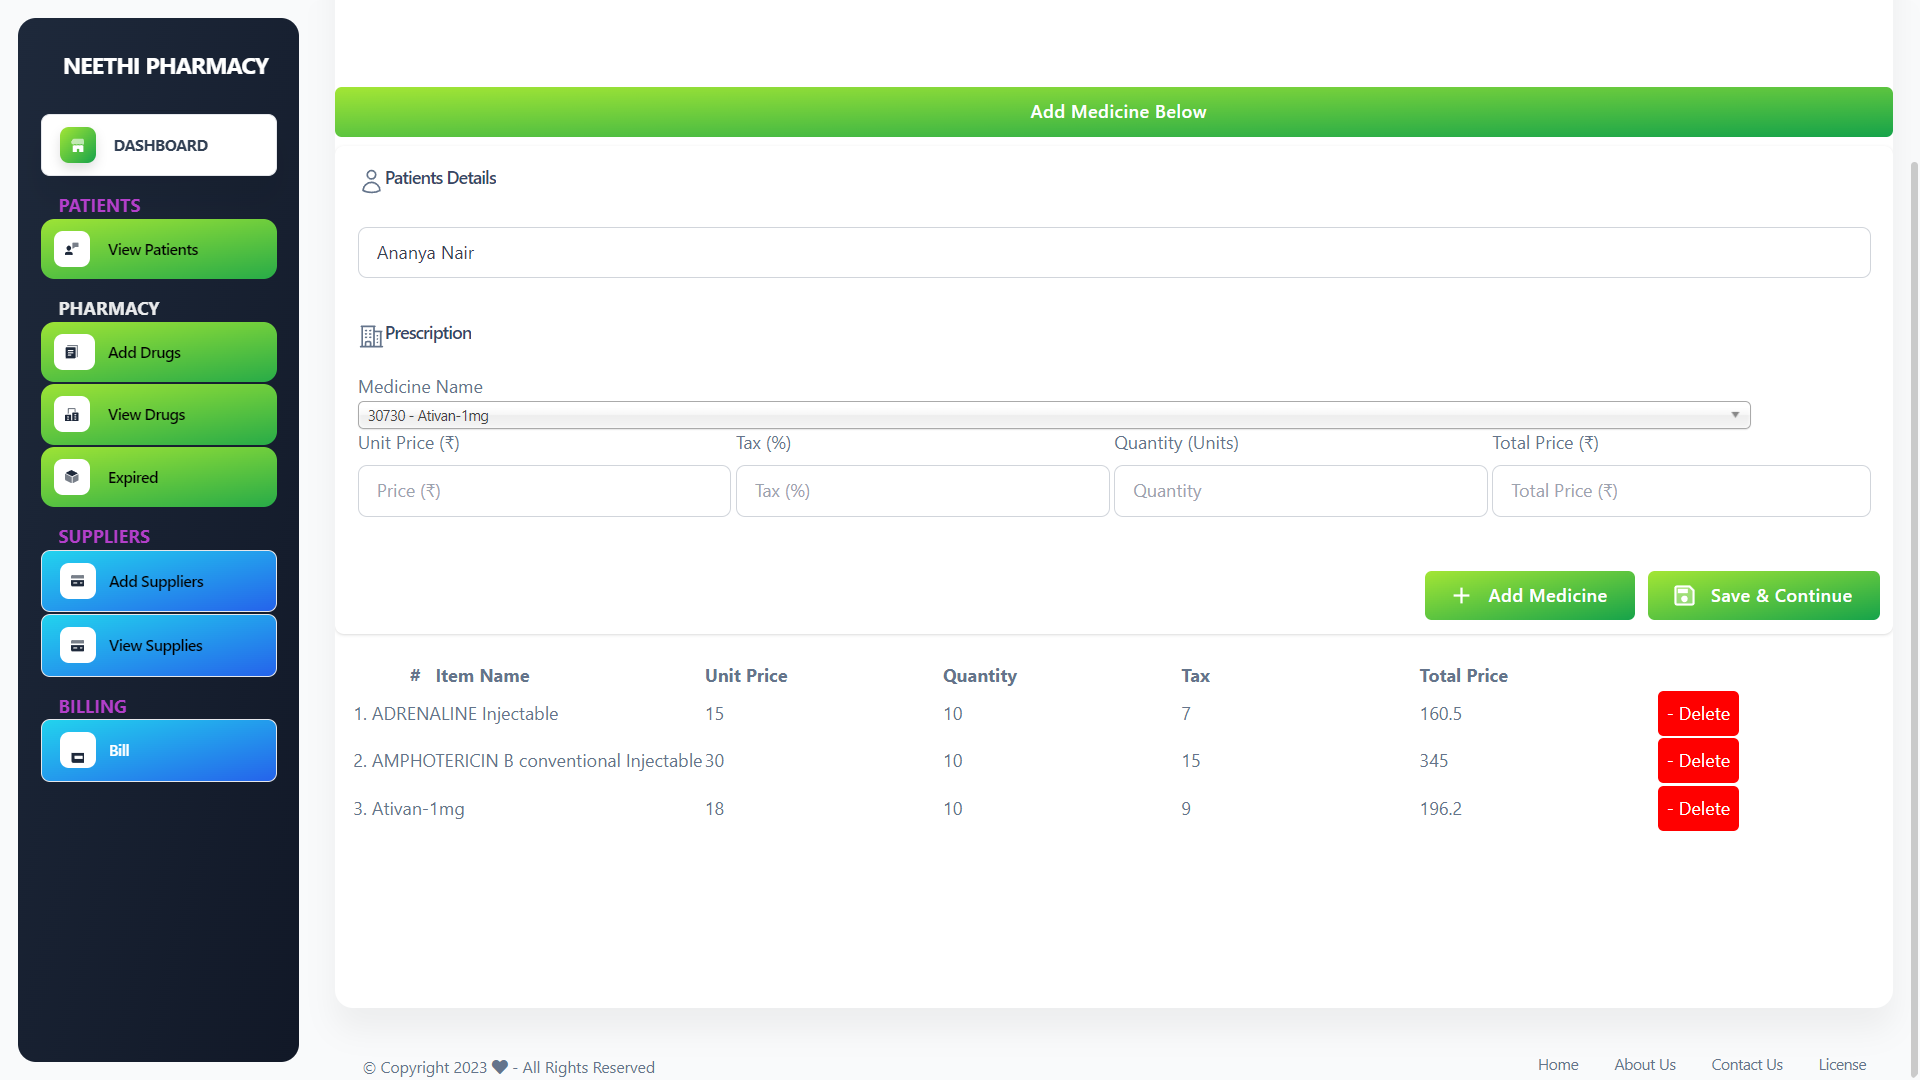 NEETHI PHARMACY
DASHBOARD
PATIENTS
View Patients
PHARMACY
Add Drugs
View Drugs
Expired
SUPPLIERS
Add Suppliers
View Supplies
BILLING
Bill
Add Medicine Below
Patients Details
Ananya Nair
Prescription
Medicine Name
30730 - Ativan-1mg
Unit Price (₹) Tax (%) Quantity (Units) Total Price (₹)
Price (₹) Tax (%) Quantity Total Price (₹)
+ Add Medicine Save & Continue
# Item Name Unit Price Quantity Tax Total Price
1. ADRENALINE Injectable 15 10 7 160.5 - Delete
2. AMPHOTERICIN B conventional Injectable 30 10 15 345 - Delete
3. Ativan-1mg 18 10 9 196.2 - Delete
© Copyright 2023 ♥ - All Rights Reserved
Home About Us Contact Us License